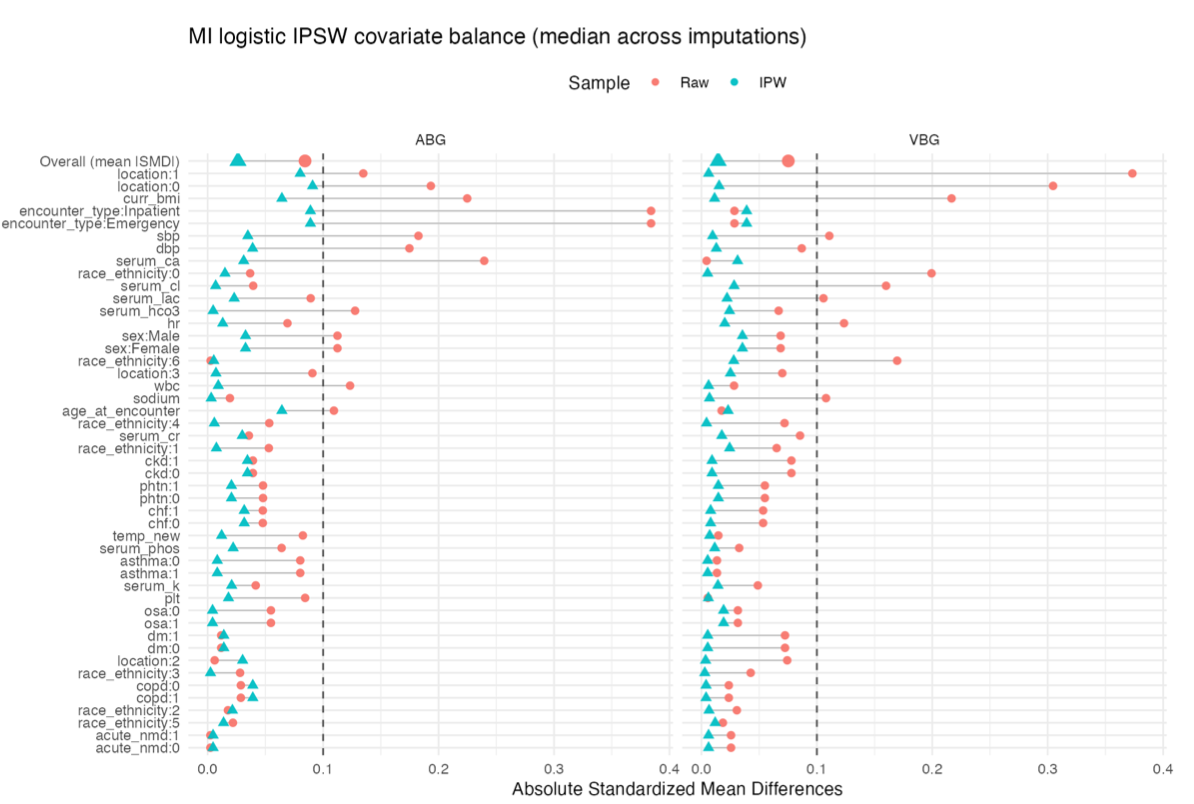 MI logistic IPSW covariate balance (median across imputations)
Sample Raw IPW
ABG VBG
Overall (mean |SMD|)
location:1
location:0
curr_bmi
encounter_type:Inpatient
encounter_type:Emergency
sbp
dbp
serum_ca
race_ethnicity:0
serum_cl
serum_lac
serum_hco3
hr
sex:Male
sex:Female
race_ethnicity:6
location:3
wbc
sodium
age_at_encounter
race_ethnicity:4
serum_cr
race_ethnicity:1
ckd:1
ckd:0
phtn:1
phtn:0
chf:1
chf:0
temp_new
serum_phos
asthma:0
asthma:1
serum_k
plt
osa:0
osa:1
dm:1
dm:0
location:2
race_ethnicity:3
copd:0
copd:1
race_ethnicity:2
race_ethnicity:5
acute_nmd:1
acute_nmd:0
0.0 0.1 0.2 0.3 0.4 0.0 0.1 0.2 0.3 0.4
Absolute Standardized Mean Differences